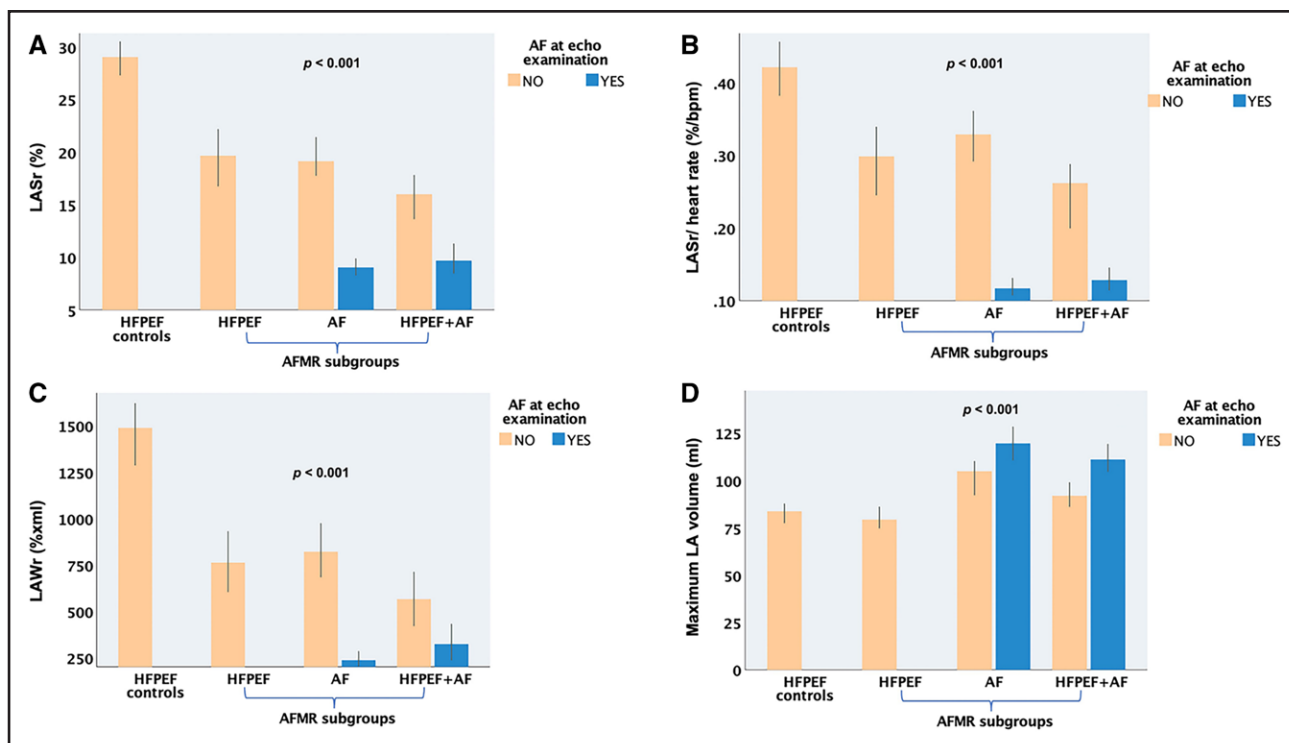 A
AF at echo
examination
NO YES
p < 0.001
LASr (%)
30
25
20
15
10
5
HFPEF
controls
HFPEF
AF
HFPEF+AF
AFMR subgroups
B
AF at echo
examination
NO YES
p < 0.001
LASr/ heart rate (%/bpm)
.40
.30
.20
.10
HFPEF
controls
HFPEF
AF
HFPEF+AF
AFMR subgroups
C
AF at echo
examination
NO YES
p < 0.001
LAWr (%xml)
1500
1250
1000
750
500
250
HFPEF
controls
HFPEF
AF
HFPEF+AF
AFMR subgroups
D
AF at echo
examination
NO YES
p < 0.001
Maximum LA volume (ml)
125
100
75
50
25
0
HFPEF
controls
HFPEF
AF
HFPEF+AF
AFMR subgroups